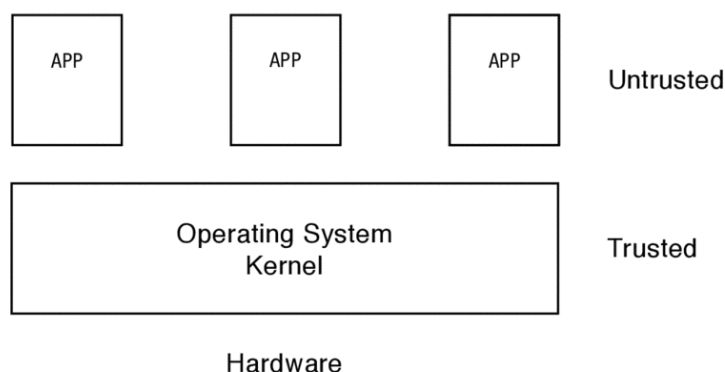 APP
APP
APP
Untrusted
Operating System
Kernel
Trusted
Hardware